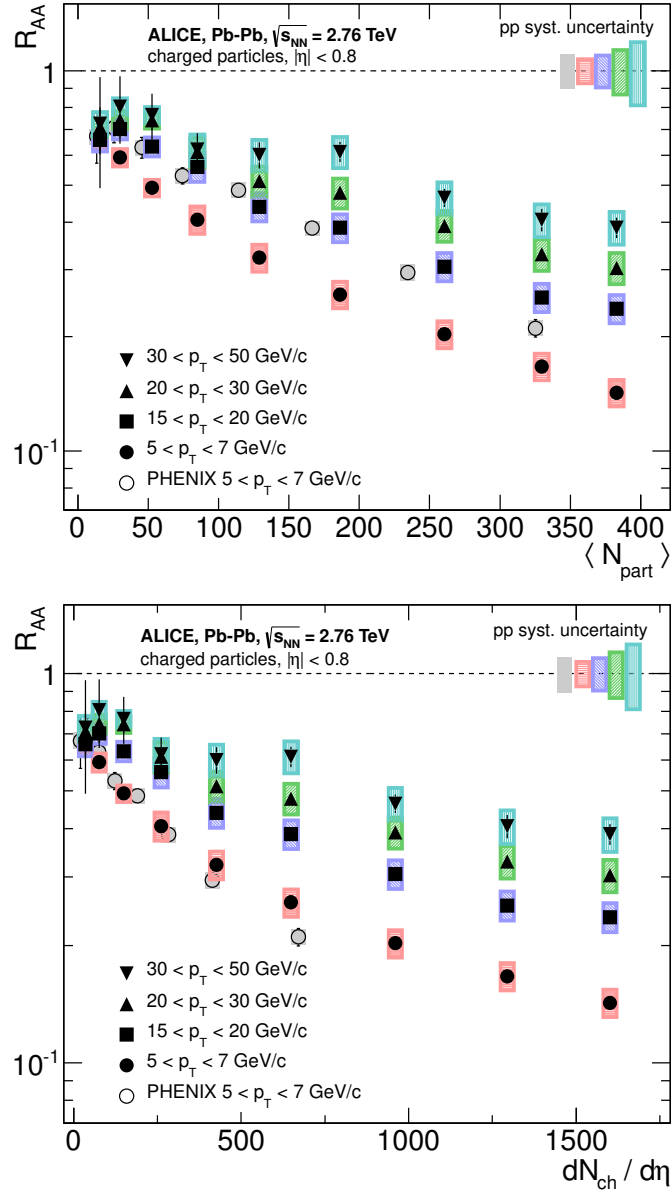 R_AA
ALICE, Pb-Pb, √s_NN = 2.76 TeV
charged particles, |η| < 0.8
pp syst. uncertainty
1
30 < p_T < 50 GeV/c
20 < p_T < 30 GeV/c
15 < p_T < 20 GeV/c
5 < p_T < 7 GeV/c
PHENIX 5 < p_T < 7 GeV/c
10^-1
0 50 100 150 200 250 300 350 400
⟨ N_part ⟩
R_AA
ALICE, Pb-Pb, √s_NN = 2.76 TeV
charged particles, |η| < 0.8
pp syst. uncertainty
1
30 < p_T < 50 GeV/c
20 < p_T < 30 GeV/c
15 < p_T < 20 GeV/c
5 < p_T < 7 GeV/c
PHENIX 5 < p_T < 7 GeV/c
10^-1
0 500 1000 1500
dN_ch / dη